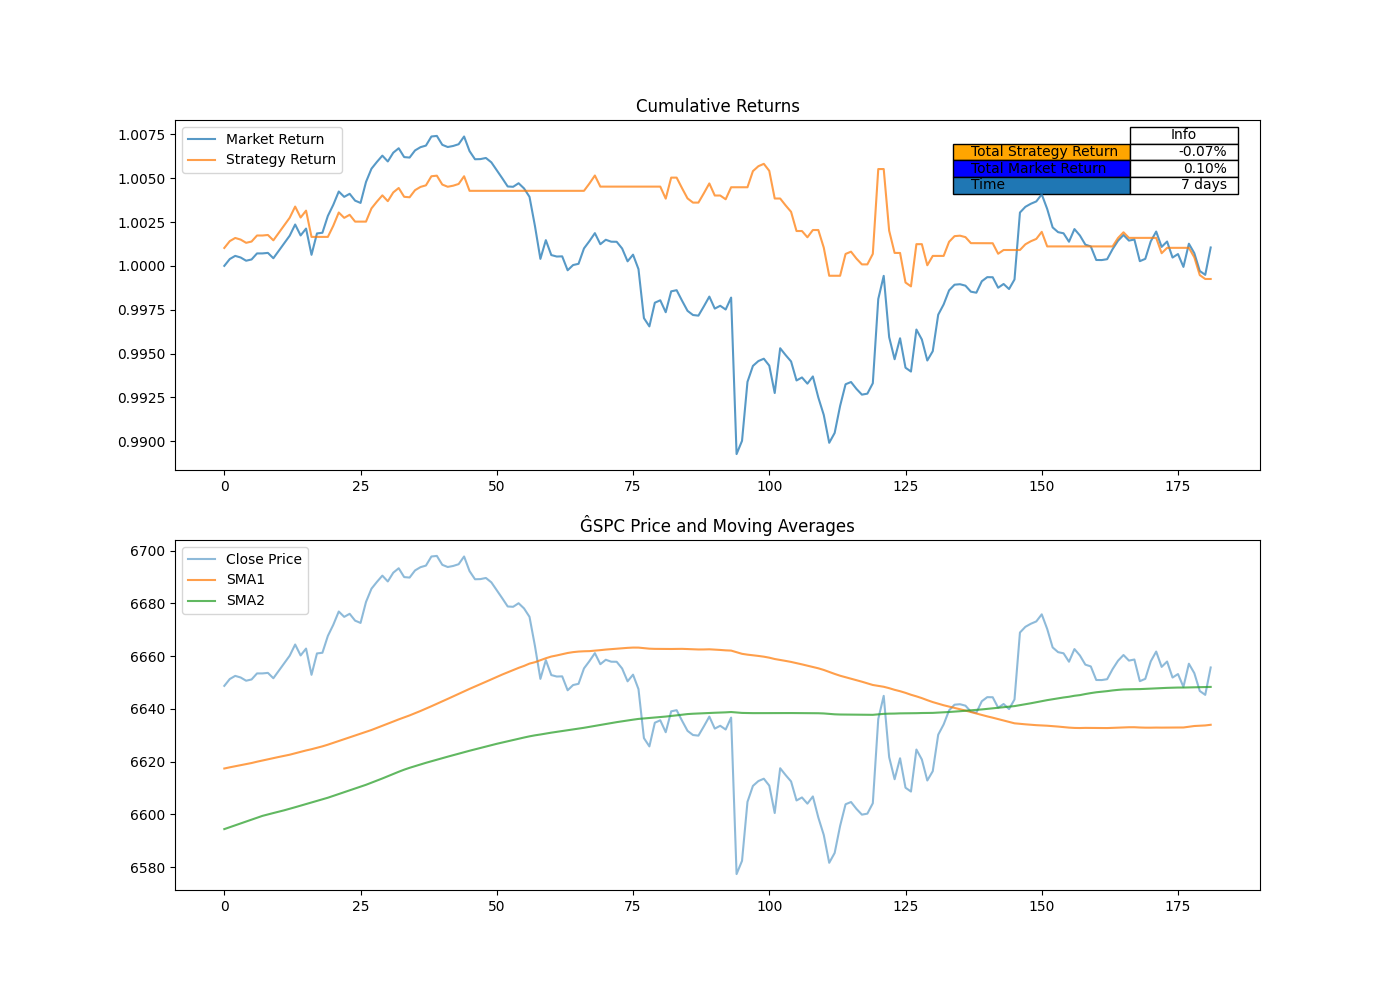 Cumulative Returns
Market Return
Strategy Return
Info
Total Strategy Return -0.07%
Total Market Return 0.10%
Time 7 days
1.0075
1.0050
1.0025
1.0000
0.9975
0.9950
0.9925
0.9900
0 25 50 75 100 125 150 175
ĜSPC Price and Moving Averages
Close Price
SMA1
SMA2
6700
6680
6660
6640
6620
6600
6580
0 25 50 75 100 125 150 175